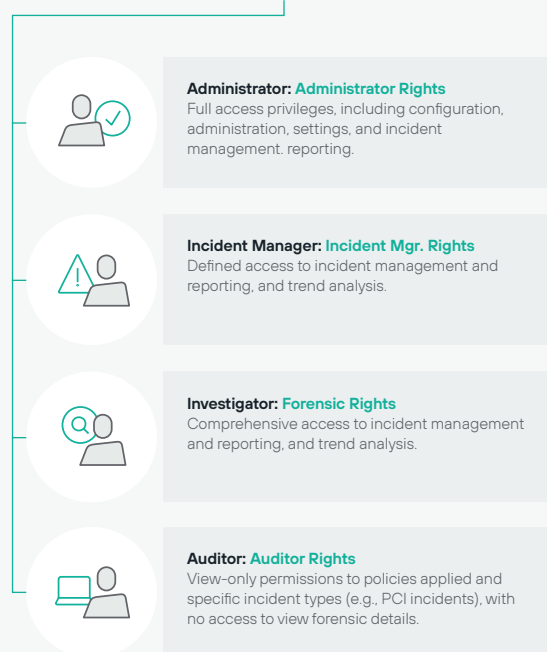 Administrator: Administrator Rights
Full access privileges, including configuration,
administration, settings, and incident
management. reporting.
Incident Manager: Incident Mgr. Rights
Defined access to incident management and
reporting, and trend analysis.
Investigator: Forensic Rights
Comprehensive access to incident management
and reporting, and trend analysis.
Auditor: Auditor Rights
View-only permissions to policies applied and
specific incident types (e.g., PCI incidents), with
no access to view forensic details.